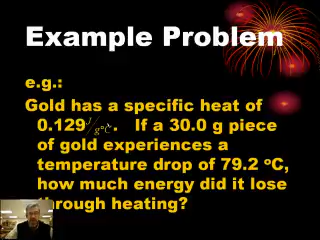 Example Problem
e.g.:
Gold has a specific heat of
0.129 J/g°C. If a 30.0 g piece
of gold experiences a
temperature drop of 79.2 °C,
how much energy did it lose
through heating?